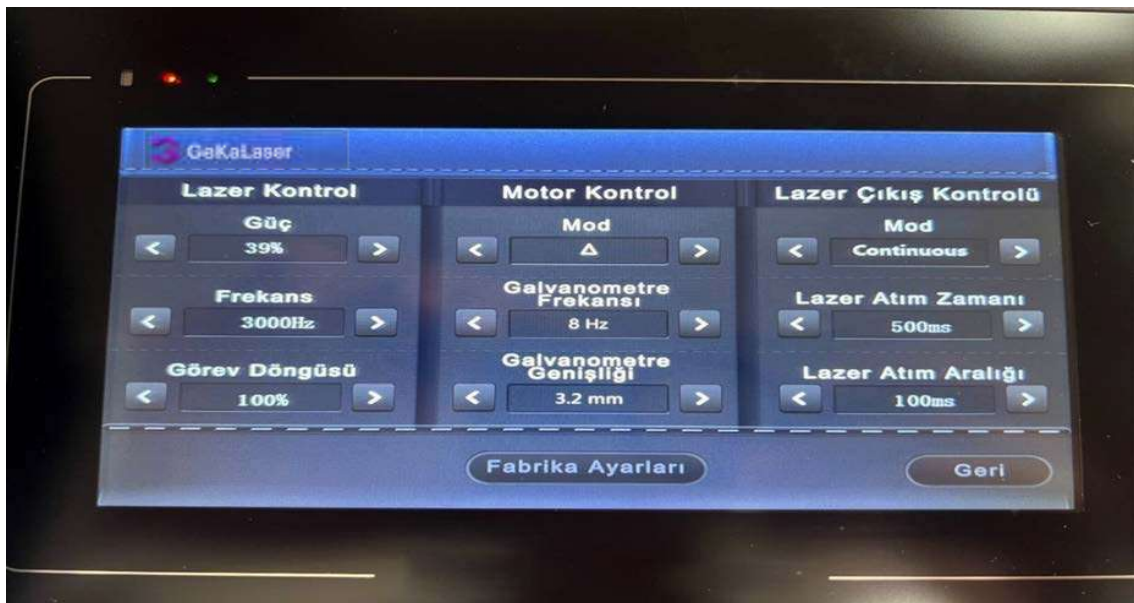 GeKaLaser
Lazer Kontrol
Güç
< 39% >
Frekans
< 3000Hz >
Görev Döngüsü
< 100% >
Motor Kontrol
Mod
< Δ >
Galvanometre
Frekansı
< 8 Hz >
Galvanometre
Genişliği
< 3.2 mm >
Lazer Çıkış Kontrolü
Mod
< Continuous >
Lazer Atım Zamanı
< 500ms >
Lazer Atım Aralığı
< 100ms >
Fabrika Ayarları
Geri